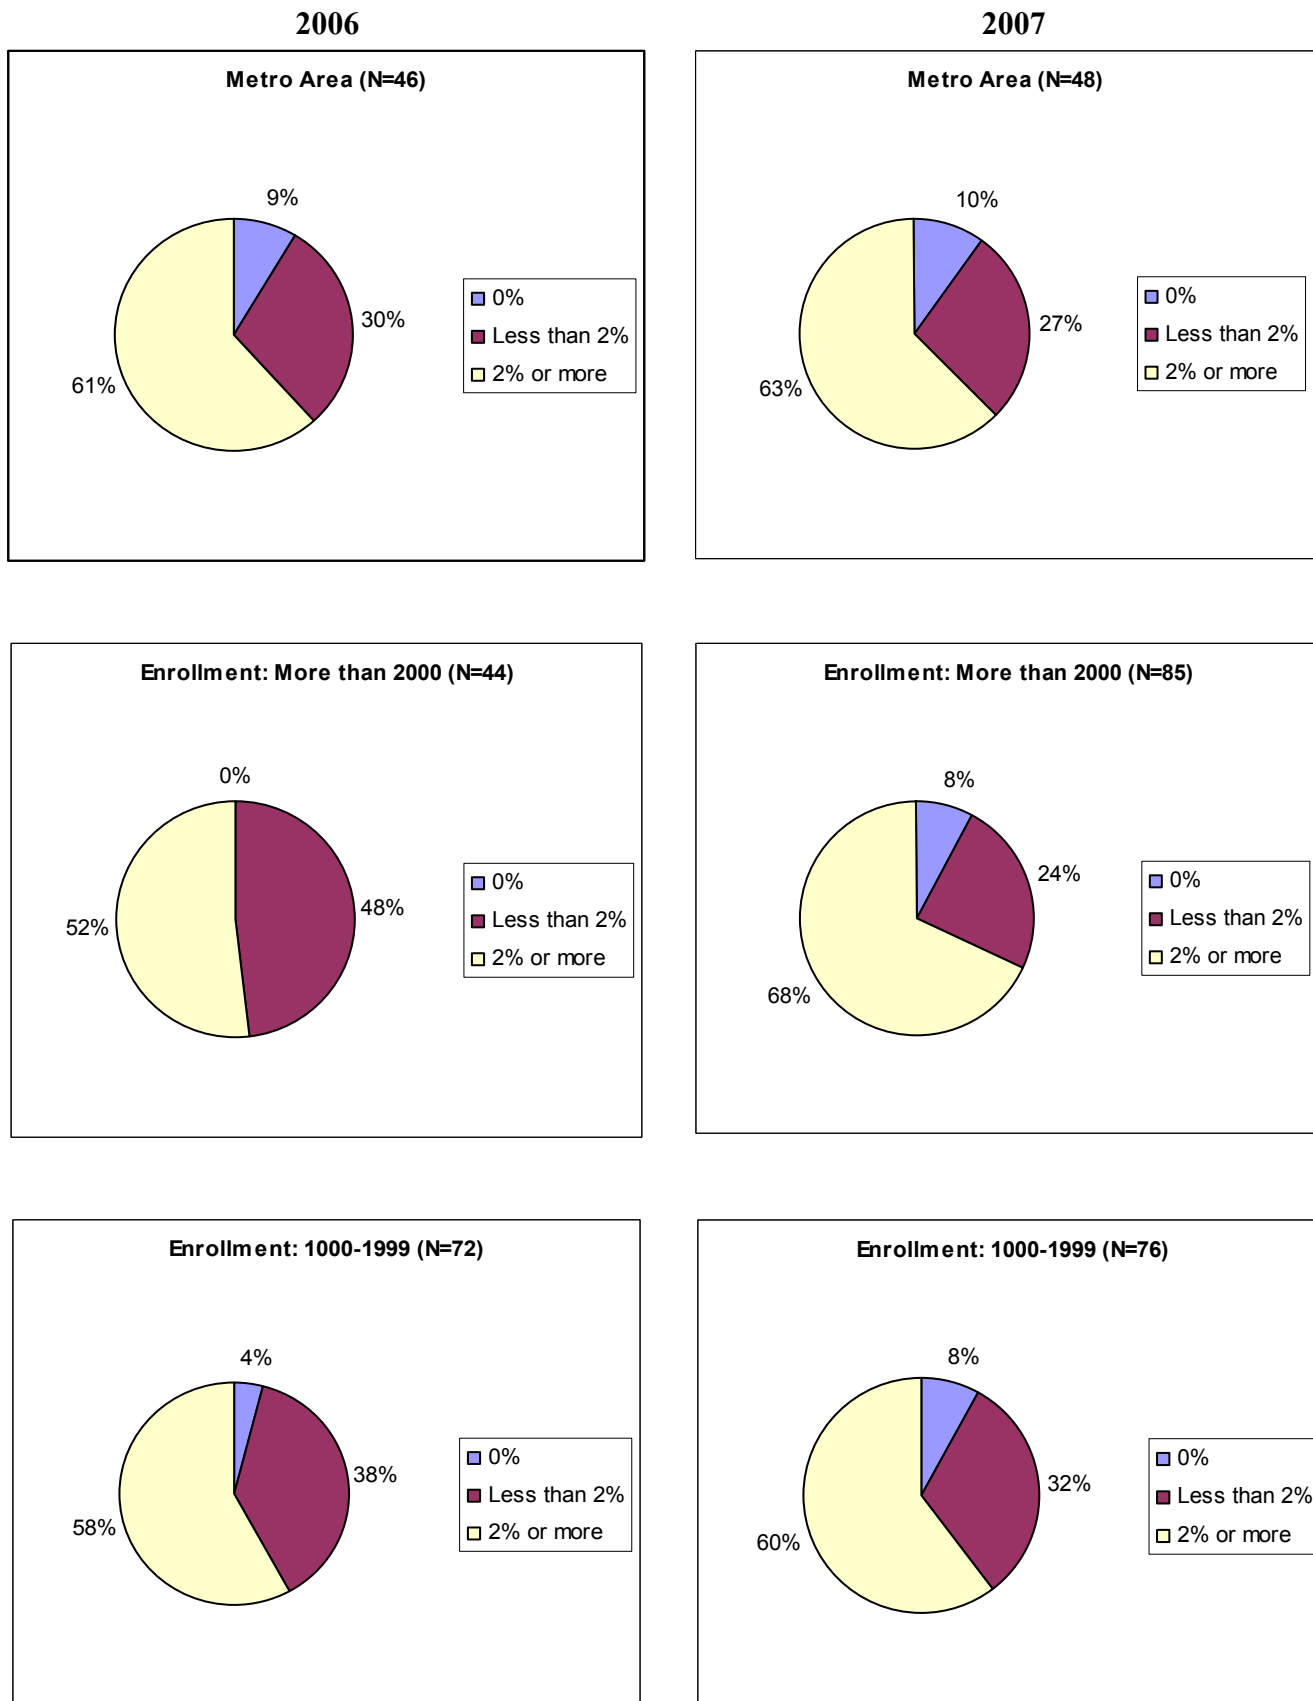 2006
2007
Metro Area (N=46)
9%
30%
61%
0%
Less than 2%
2% or more
Metro Area (N=48)
10%
27%
63%
0%
Less than 2%
2% or more
Enrollment: More than 2000 (N=44)
0%
48%
52%
0%
Less than 2%
2% or more
Enrollment: More than 2000 (N=85)
8%
24%
68%
0%
Less than 2%
2% or more
Enrollment: 1000-1999 (N=72)
4%
38%
58%
0%
Less than 2%
2% or more
Enrollment: 1000-1999 (N=76)
8%
32%
60%
0%
Less than 2%
2% or more